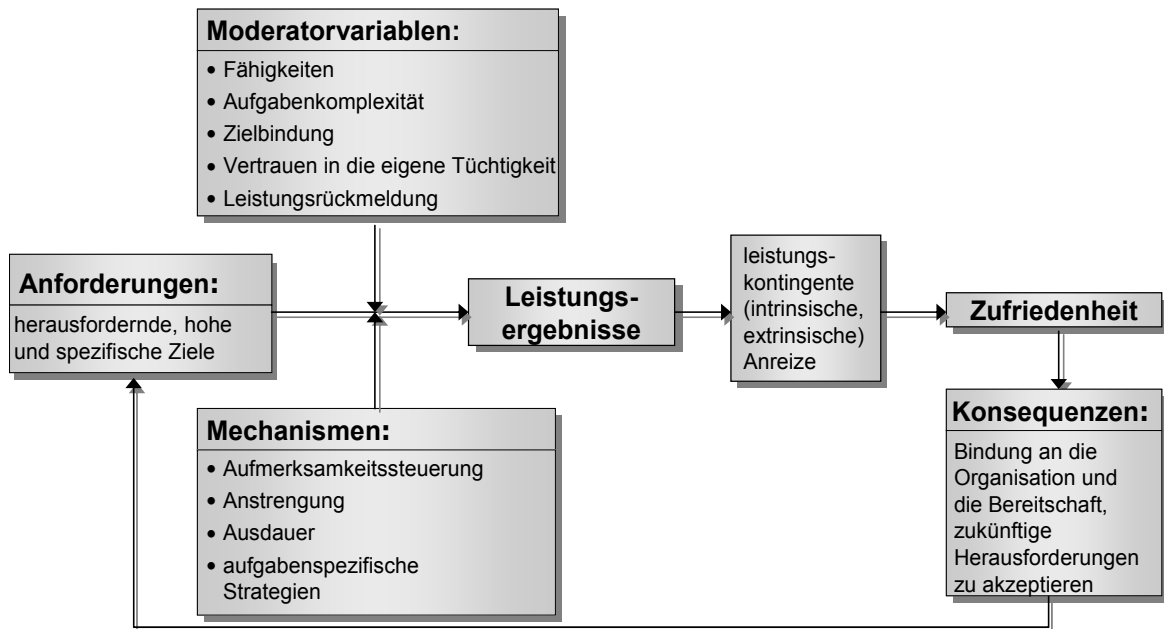 Moderatorvariablen:
• Fähigkeiten
• Aufgabenkomplexität
• Zielbindung
• Vertrauen in die eigene Tüchtigkeit
• Leistungsrückmeldung
Anforderungen:
herausfordernde, hohe
und spezifische Ziele
Mechanismen:
• Aufmerksamkeitssteuerung
• Anstrengung
• Ausdauer
• aufgabenspezifische
Strategien
Leistungs-
ergebnisse
leistungs-
kontingente
(intrinsische,
extrinsische)
Anreize
Zufriedenheit
Konsequenzen:
Bindung an die
Organisation und
die Bereitschaft,
zukünftige
Herausforderungen
zu akzeptieren